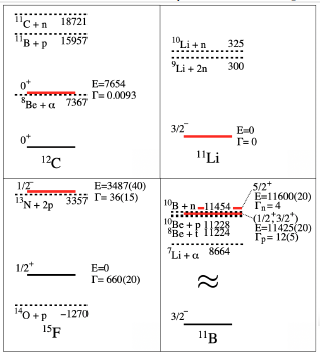 ¹¹C + n 18721
¹¹B + p 15957
0⁺ E=7654
Γ= 0.0093
⁸Be + α 7367
0⁺
¹²C
¹⁰Li + n 325
⁹Li + 2n 300
3/2⁻ E=0
Γ= 0
¹¹Li
1/2⁻ E=3487(40)
¹³N + 2p 3357 Γ= 36(15)
1/2⁺ E=0
Γ= 660(20)
¹⁴O + p −1270
¹⁵F
5/2⁺
¹⁰B + n 11454 E=11600(20)
Γₙ = 4
¹⁰Be + p 11228 (1/2⁺,3/2⁺)
⁸Be + t 11224 E=11425(20)
Γₚ = 12(5)
⁷Li + α 8664
≈
3/2⁻
¹¹B